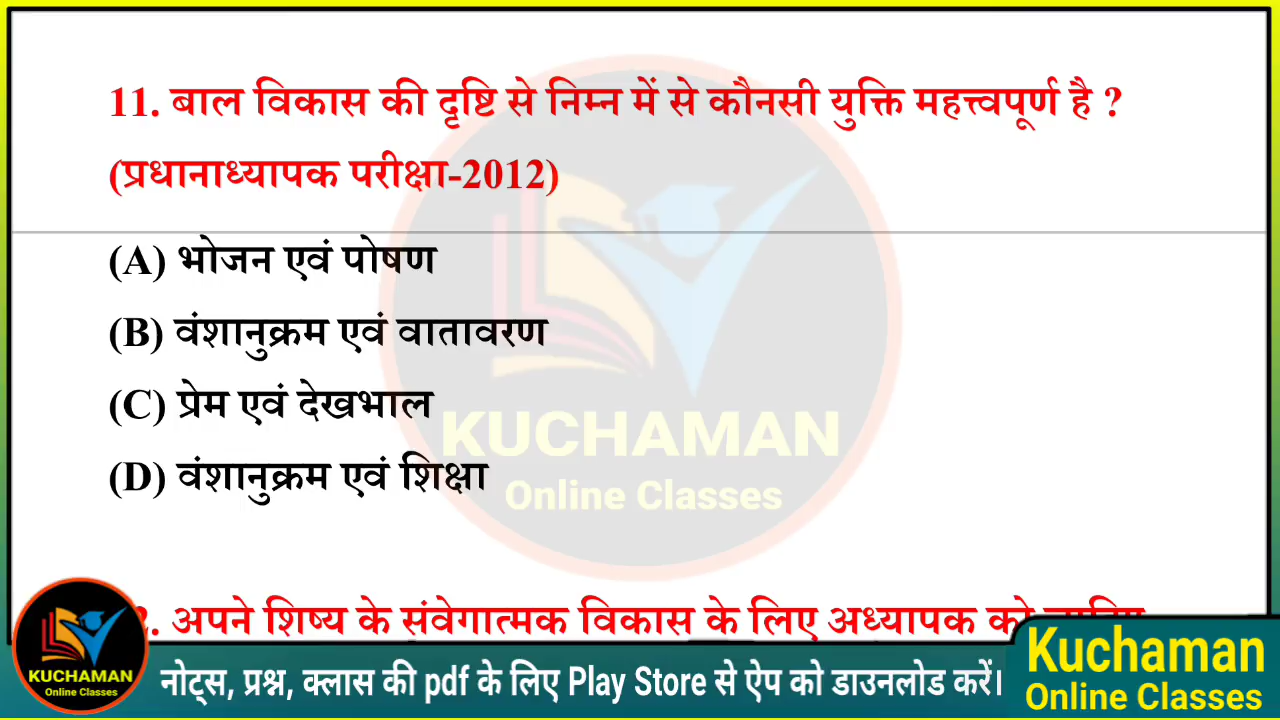 11. बाल विकास की दृष्टि से निम्न में से कौनसी युक्ति महत्त्वपूर्ण है ?
(प्रधानाध्यापक परीक्षा-2012)
(A) भोजन एवं पोषण
(B) वंशानुक्रम एवं वातावरण
(C) प्रेम एवं देखभाल
(D) वंशानुक्रम एवं शिक्षा
KUCHAMAN
Online Classes
अपने शिष्य के संवेगात्मक विकास के लिए अध्यापक को
KUCHAMAN
Online Classes
नोट्स, प्रश्न, क्लास की pdf के लिए Play Store से ऐप को डाउनलोड करें।
Kuchaman
Online Classes